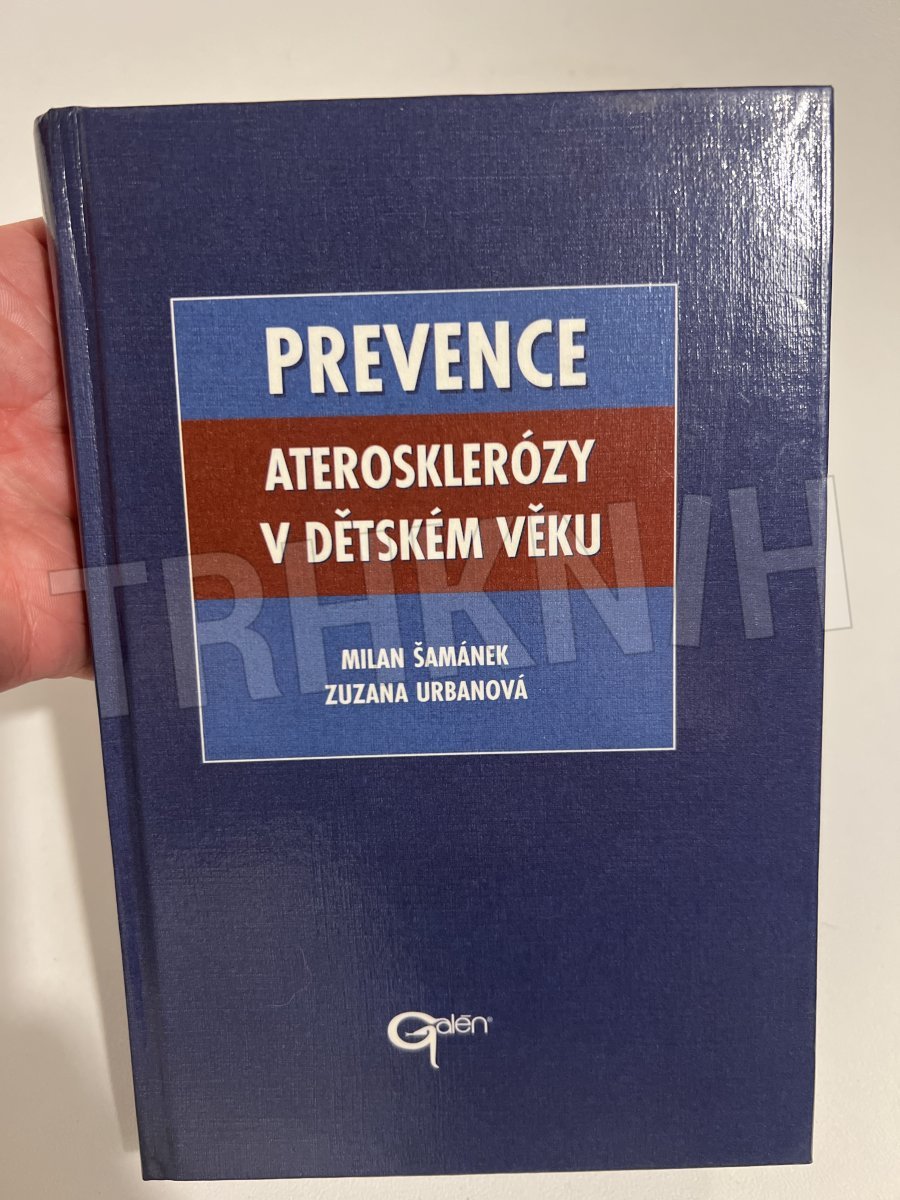 PREVENCE
ATEROSKLERÓZY
V DĚTSKÉM VĚKU
MILAN ŠAMÁNEK
ZUZANA URBANOVÁ
Galén®
TRHKNIH